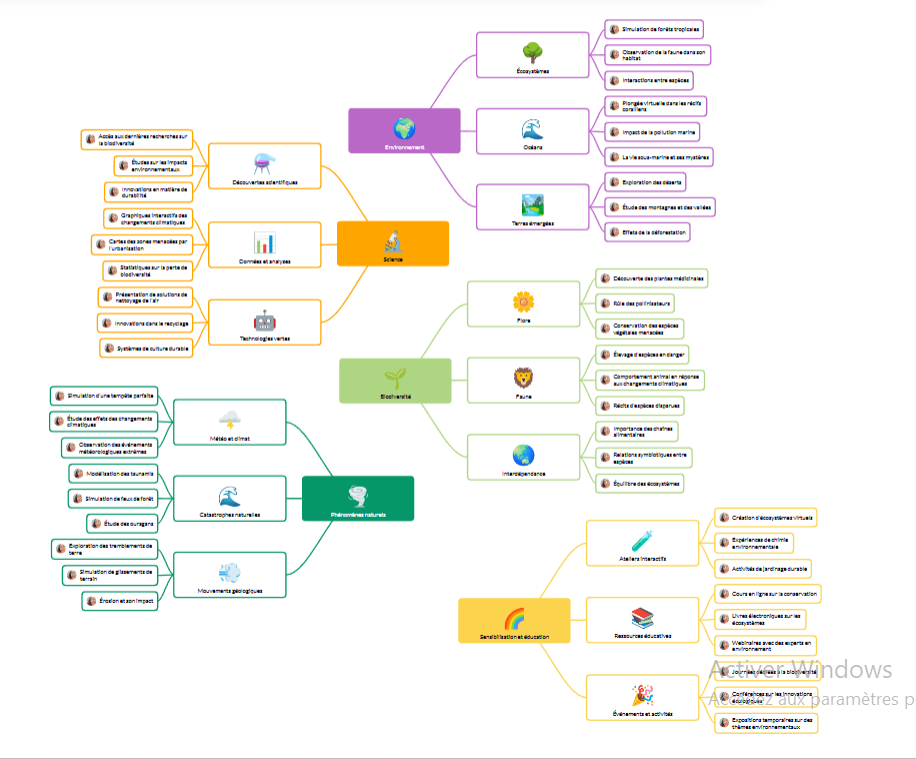 Environnement
Écosystèmes
Simulation de forêts tropicales
Observation de la faune dans son
habitat
Interactions entre espèces
Océans
Plongée virtuelle dans les récifs
coralliens
Impact de la pollution marine
La vie sous-marine et ses mystères
Terres émergées
Exploration des déserts
Étude des montagnes et des vallées
Effets de la déforestation
Science
Découvertes scientifiques
Accès aux dernières recherches sur
la biodiversité
Études sur les impacts
environnementaux
Innovations en matière de
durabilité
Données et analyses
Graphiques interactifs des
changements climatiques
Cartes des zones menacées par
l'urbanisation
Statistiques sur la perte de
biodiversité
Technologies vertes
Présentation de solutions de
nettoyage de l'air
Innovations dans le recyclage
Systèmes de culture durable
Biodiversité
Flore
Découverte des plantes médicinales
Rôle des pollinisateurs
Conservation des espèces
végétales menacées
Faune
Élevage d'espèces en danger
Comportement animal en réponse
aux changements climatiques
Récits d'espèces disparues
Interdépendance
Importance des chaînes
alimentaires
Relations symbiotiques entre
espèces
Équilibre des écosystèmes
Phénomènes naturels
Météo et climat
Simulation d'une tempête parfaite
Étude des effets des changements
climatiques
Observation des événements
météorologiques extrêmes
Catastrophes naturelles
Modélisation des tsunamis
Simulation de feux de forêt
Étude des ouragans
Mouvements géologiques
Exploration des tremblements de
terre
Simulation de glissements de
terrain
Érosion et son impact
Sensibilisation et éducation
Ateliers interactifs
Création d'écosystèmes virtuels
Expériences de chimie
environnementale
Activités de jardinage durable
Ressources éducatives
Cours en ligne sur la conservation
Livres électroniques sur les
écosystèmes
Webinaires avec des experts en
environnement
Événements et activités
Journées dédiées à la biodiversité
Conférences sur les innovations
écologiques
Expositions temporaires sur des
thèmes environnementaux
Activer Windows
Accédez aux paramètres p